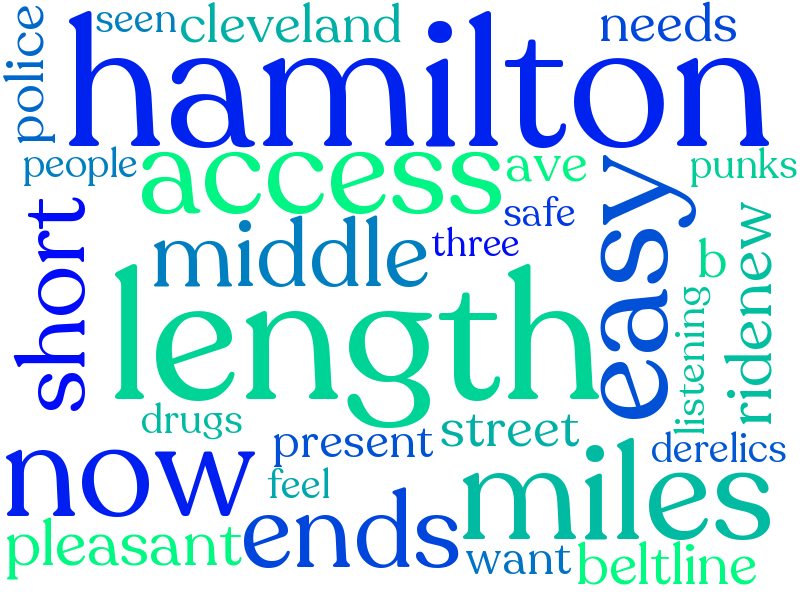 police
seen
cleveland
needs
hamilton
people
access
ave
punks
safe
easy
short
middle
three
b
ridenew
length
listening
drugs
present
street
derelics
now
feel
miles
pleasant
ends
want
beltline